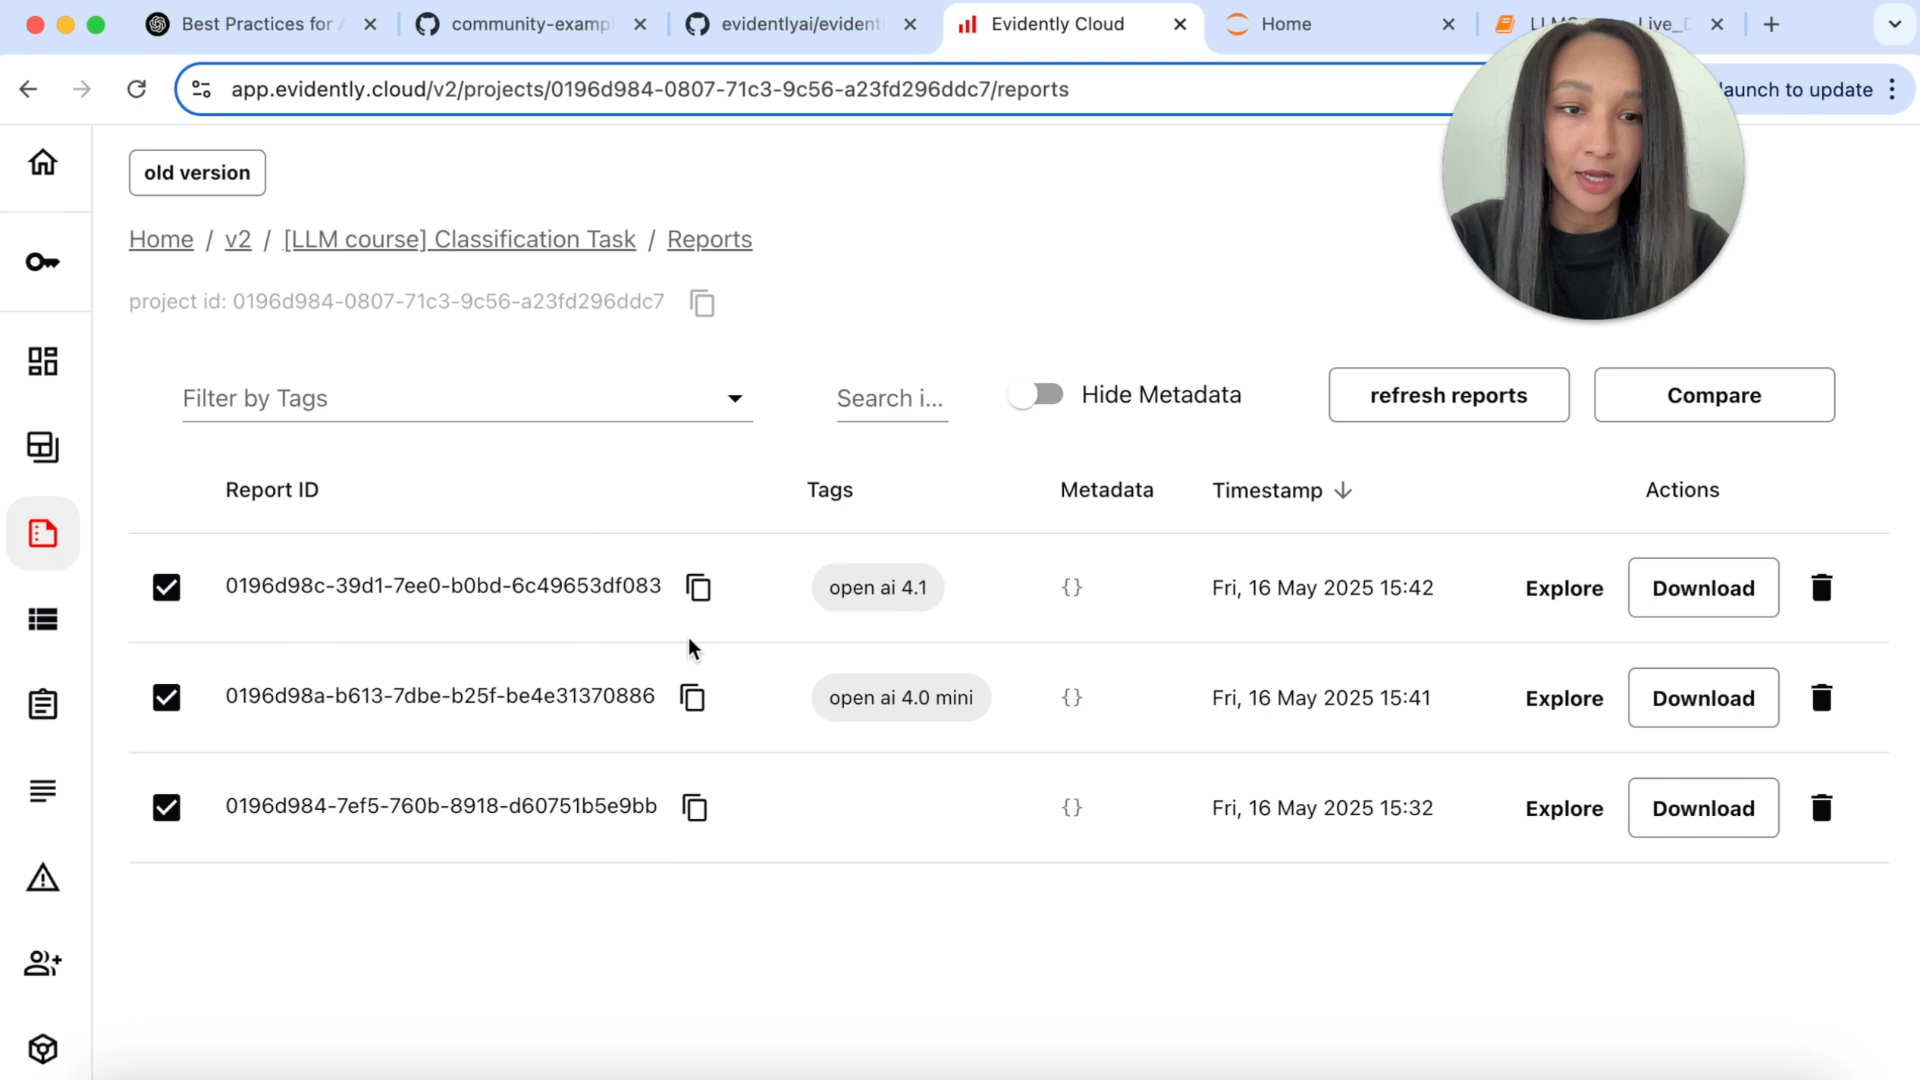 Best Practices for
community-examp
evidentlyai/evident
Evidently Cloud
Home
app.evidently.cloud/v2/projects/0196d984-0807-71c3-9c56-a23fd296ddc7/reports
launch to update
old version
Home / v2 / [LLM course] Classification Task / Reports
project id: 0196d984-0807-71c3-9c56-a23fd296ddc7
Filter by Tags
Search i...
Hide Metadata
refresh reports
Compare
Report ID Tags Metadata Timestamp Actions
0196d98c-39d1-7ee0-b0bd-6c49653df083 open ai 4.1 {} Fri, 16 May 2025 15:42 Explore Download
0196d98a-b613-7dbe-b25f-be4e31370886 open ai 4.0 mini {} Fri, 16 May 2025 15:41 Explore Download
0196d984-7ef5-760b-8918-d60751b5e9bb {} Fri, 16 May 2025 15:32 Explore Download